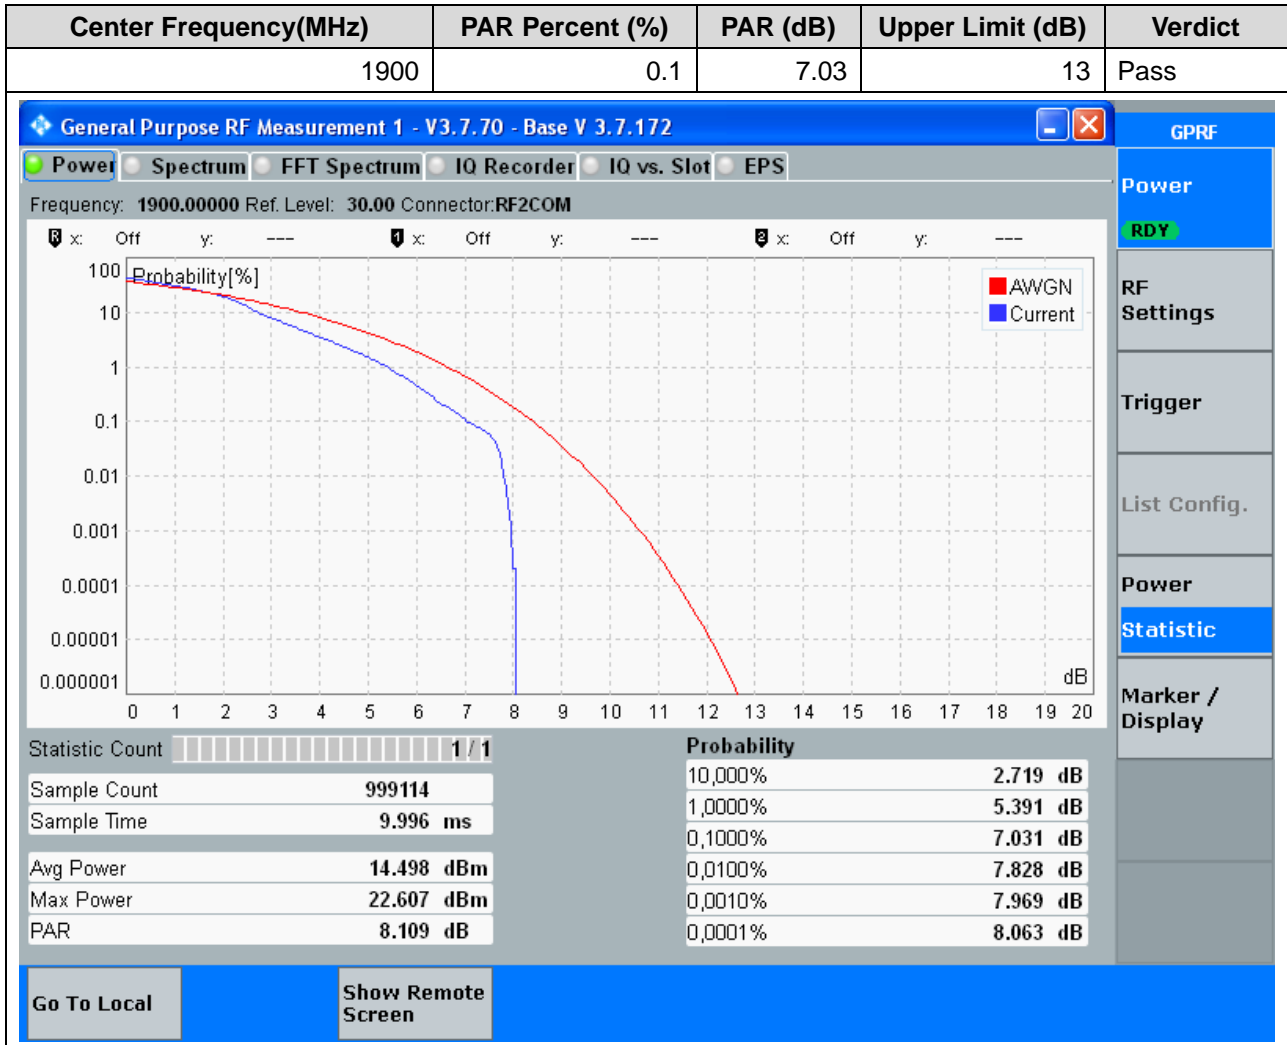 Center Frequency(MHz) PAR Percent (%) PAR (dB) Upper Limit (dB) Verdict
1900 0.1 7.03 13 Pass
General Purpose RF Measurement 1 - V3.7.70 - Base V 3.7.172
GPRF
Power Spectrum FFT Spectrum IQ Recorder IQ vs. Slot EPS
Power
RDY
Frequency: 1900.00000 Ref. Level: 30.00 Connector:RF2COM
R x: Off y: --- 1 x: Off y: --- 2 x: Off y: ---
100 Probability[%]
AWGN
Current
10
1
0.1
0.01
0.001
0.0001
0.00001
0.000001
dB
0 1 2 3 4 5 6 7 8 9 10 11 12 13 14 15 16 17 18 19 20
RF
Settings
Trigger
List Config.
Power
Statistic
Marker /
Display
Statistic Count 1 / 1
Sample Count 999114
Sample Time 9.996 ms
Avg Power 14.498 dBm
Max Power 22.607 dBm
PAR 8.109 dB
Probability
10,000% 2.719 dB
1,0000% 5.391 dB
0,1000% 7.031 dB
0,0100% 7.828 dB
0,0010% 7.969 dB
0,0001% 8.063 dB
Go To Local
Show Remote
Screen